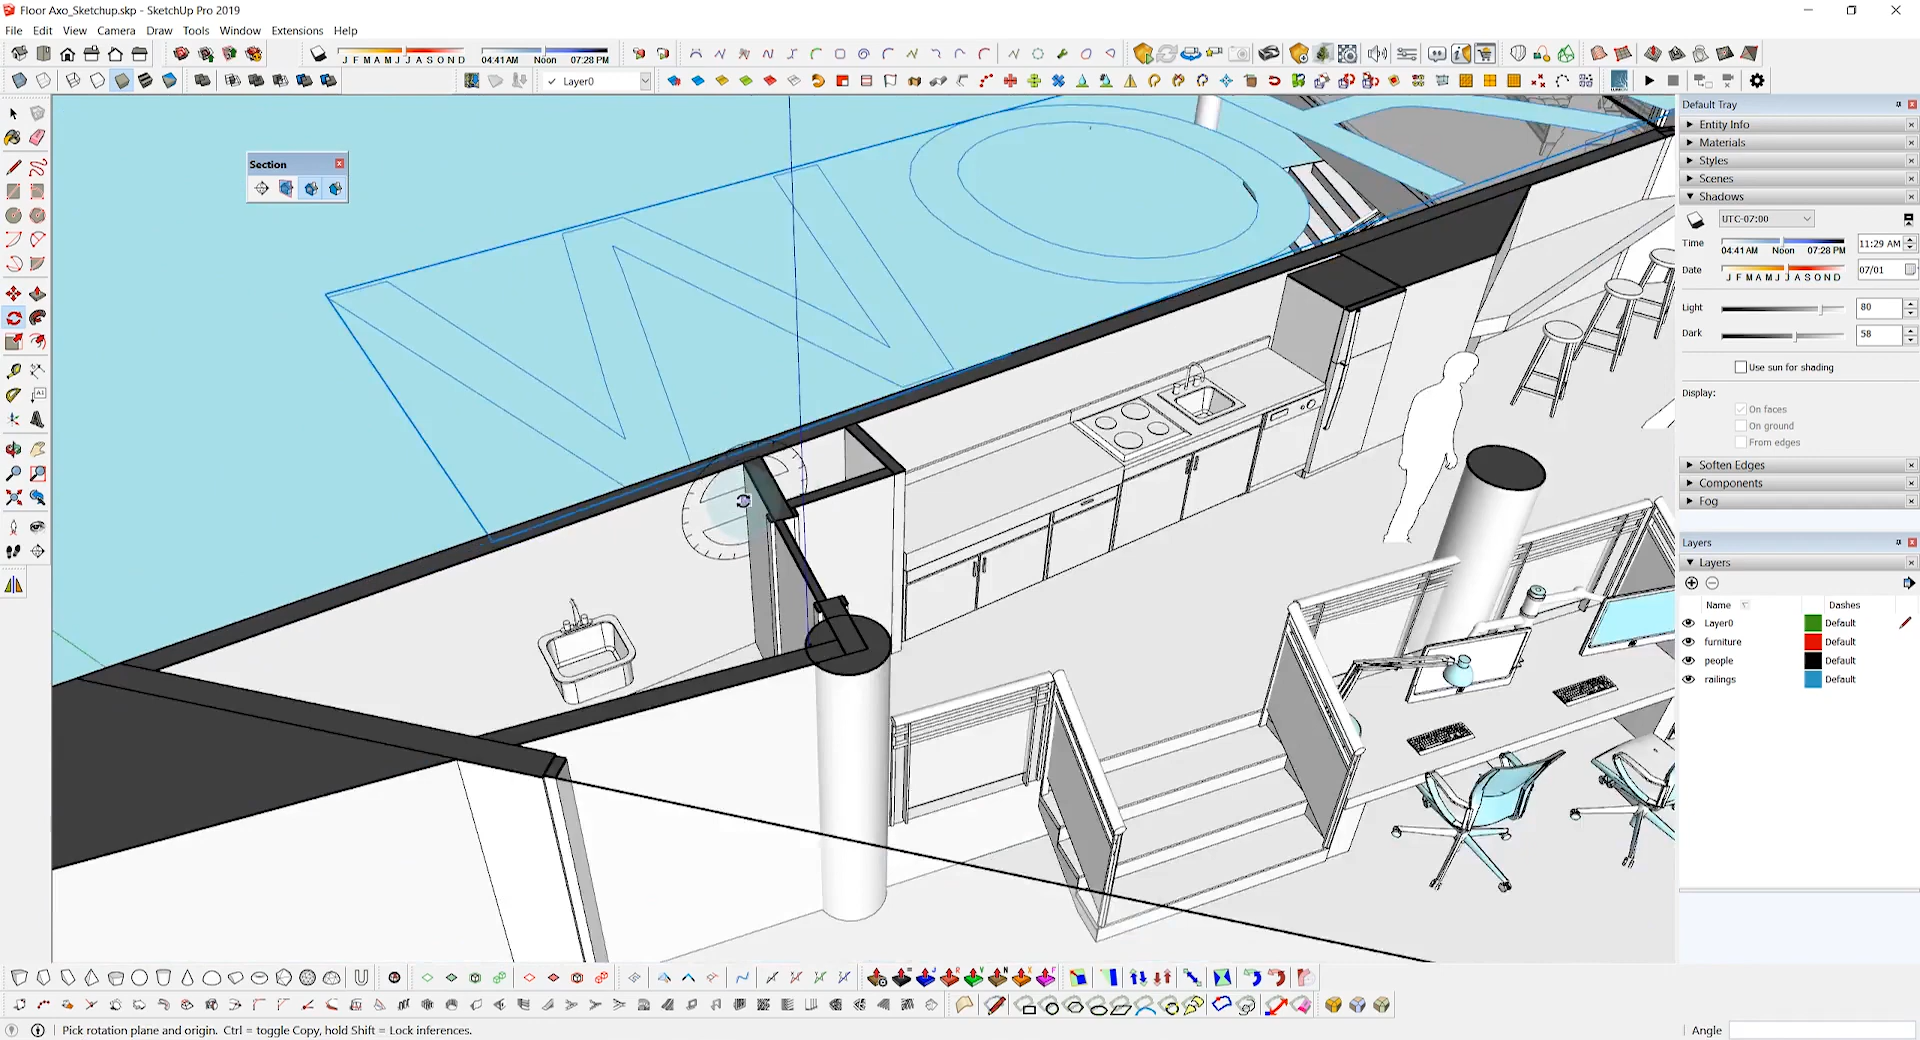 Floor Axo_Sketchup.skp - SketchUp Pro 2019
File Edit View Camera Draw Tools Window Extensions Help
J F M A M J J A S O N D 04:41 AM Noon 07:28 PM
✓ Layer0
Section
Default Tray
Entity Info
Materials
Styles
Scenes
Shadows
UTC-07:00
Time 04:41 AM Noon 07:28 PM 11:29 AM
Date J F M A M J J A S O N D 07/01
Light 80
Dark 58
Use sun for shading
Display:
On faces
On ground
From edges
Soften Edges
Components
Fog
Layers
Layers
Name Dashes
Layer0 Default
furniture Default
people Default
railings Default
Pick rotation plane and origin. Ctrl = toggle Copy, hold Shift = Lock inferences.
Angle